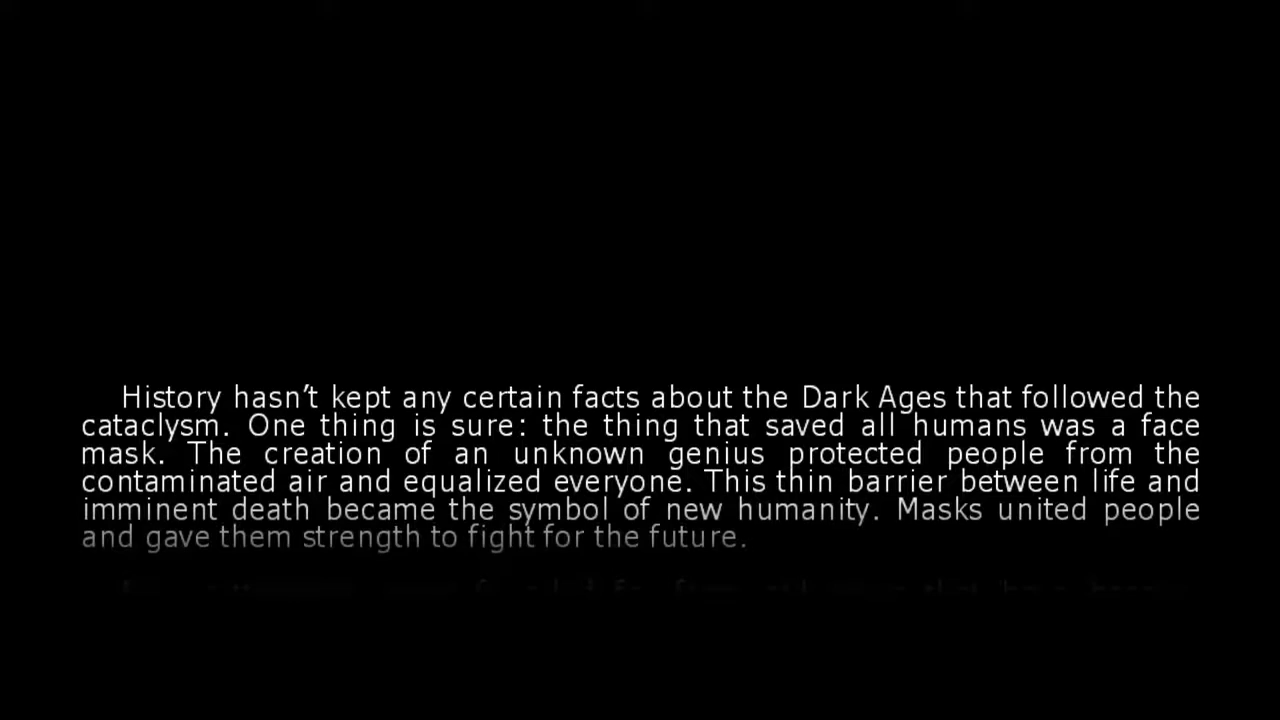 History hasn't kept any certain facts about the Dark Ages that followed the
cataclysm. One thing is sure: the thing that saved all humans was a face
mask. The creation of an unknown genius protected people from the
contaminated air and equalized everyone. This thin barrier between life and
imminent death became the symbol of new humanity. Masks united people
and gave them strength to fight for the future.